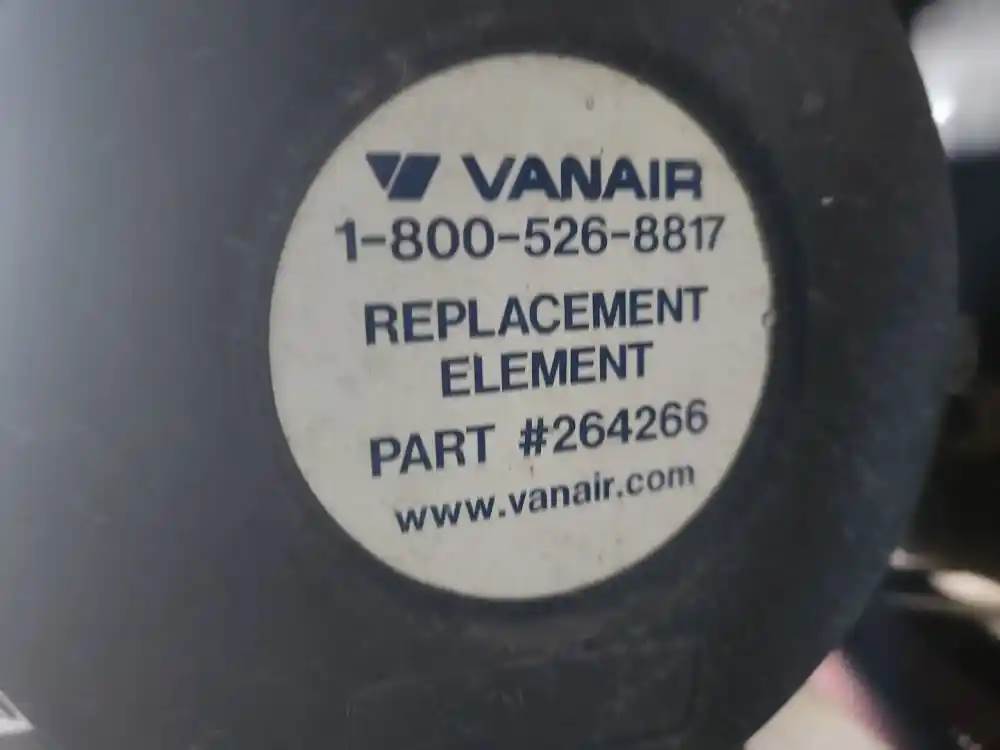 VANAIR
1-800-526-8817
REPLACEMENT
ELEMENT
PART #264266
www.vanair.com